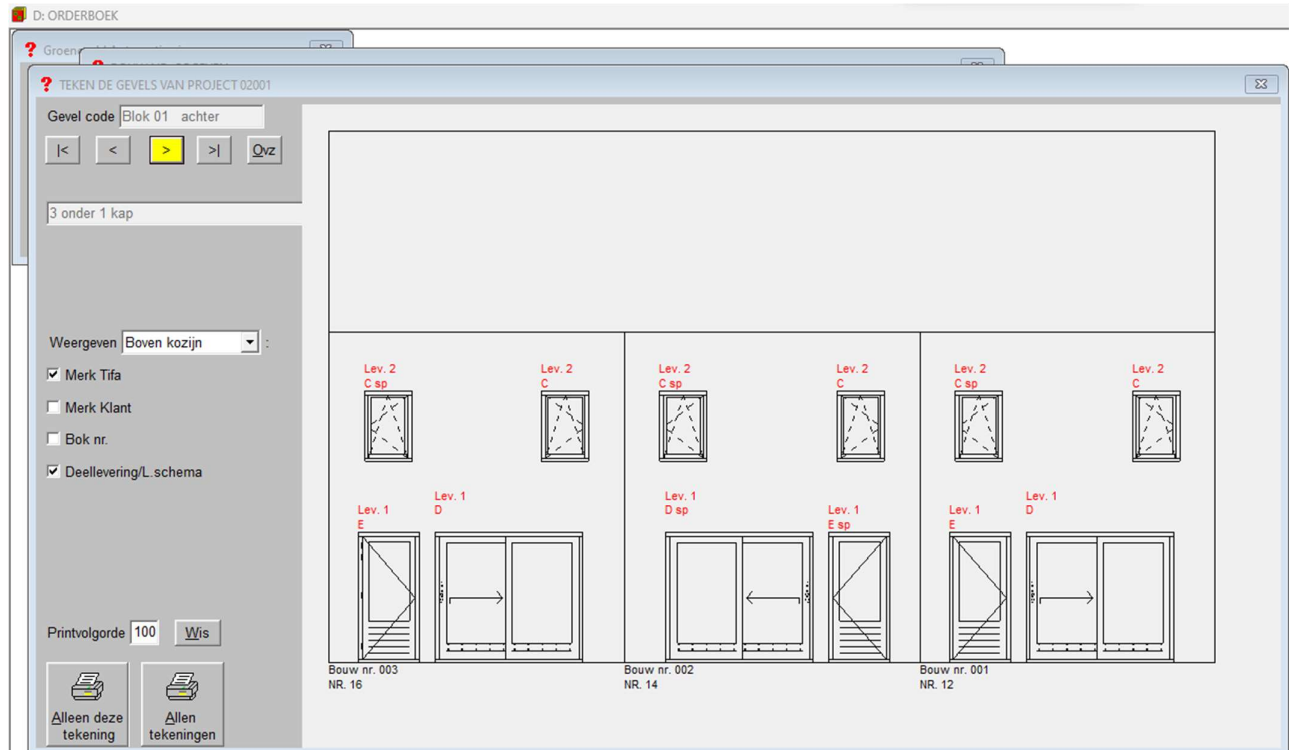 D: ORDERBOEK
TEKEN DE GEVELS VAN PROJECT 02001
Gevel code Blok 01 achter
|< < > >| Ovz
3 onder 1 kap
Weergeven Boven kozijn :
Merk Tifa
Merk Klant
Bok nr.
Deellevering/L.schema
Printvolgorde 100 Wis
Alleen deze tekening
Allen tekeningen
Lev. 2 Lev. 2 Lev. 2 Lev. 2 Lev. 2 Lev. 2
C sp C C sp C C sp C
Lev. 1 Lev. 1 Lev. 1
D D sp D
Lev. 1 Lev. 1 Lev. 1
E E sp E
Bouw nr. 003 Bouw nr. 002 Bouw nr. 001
NR. 16 NR. 14 NR. 12